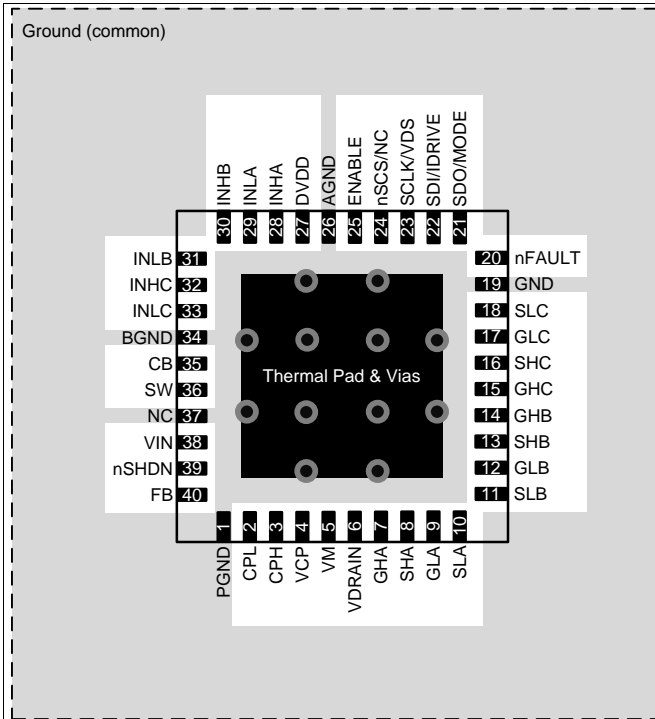 Ground (common)
INHB
INLA
INHA
DVDD
AGND
ENABLE
nSCS/NC
SCLK/VDS
SDI/IDRIVE
SDO/MODE
30
29
28
27
26
25
24
23
22
21
INLB 31
INHC 32
INLC 33
BGND 34
CB 35
SW 36
NC 37
VIN 38
nSHDN 39
FB 40
Thermal Pad & Vias
20 nFAULT
19 GND
18 SLC
17 GLC
16 SHC
15 GHC
14 GHB
13 SHB
12 GLB
11 SLB
1
2
3
4
5
6
7
8
9
10
PGND
CPL
CPH
VCP
VM
VDRAIN
GHA
SHA
GLA
SLA